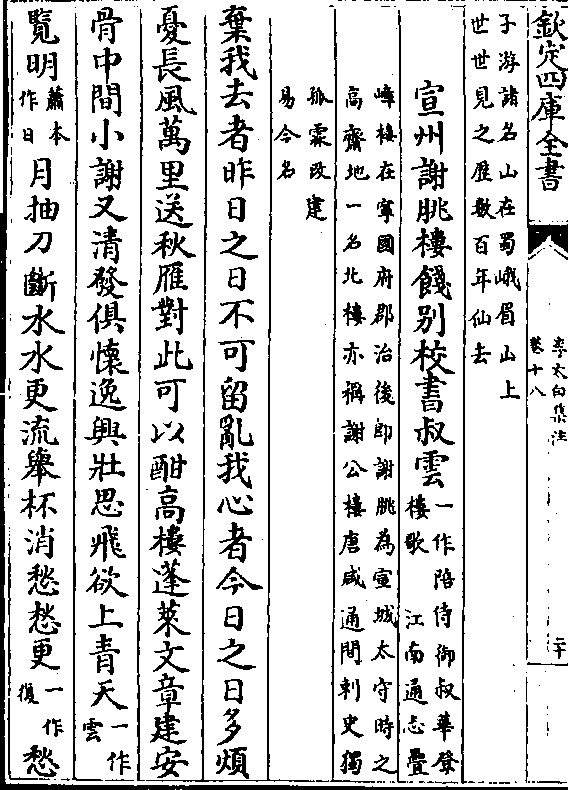 欽定四庫全書
李太白集注
卷十八
二十
子游諸名山在蜀峨眉山上
世世見之歷數百年仙去
宣州謝朓樓餞别校書叔雲
一作陪侍御叔華登
樓歌 江南通志疊
嶂樓在寧國府郡治後即謝朓為宣城太守時之
高齋地一名北樓亦稱謝公樓唐咸通間刺史獨
孤霖改建
易今名
棄我去者昨日之日不可留亂我心者今日之日多煩
憂長風萬里送秋雁對此可以酣高樓蓬萊文章建安
骨中間小謝又清發俱懷逸興壯思飛欲上青天一作雲
覽明蕭本作日月抽刀斷水水更流舉杯消愁愁更一作復愁